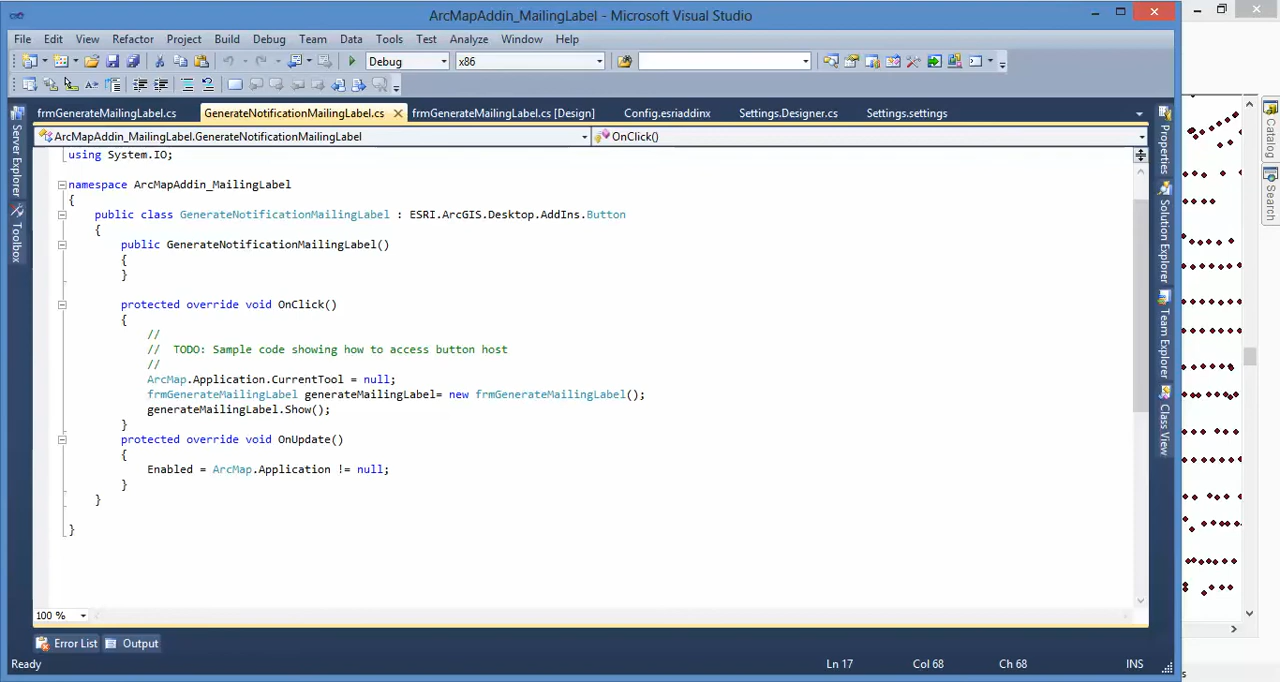 ArcMapAddin_MailingLabel - Microsoft Visual Studio
File Edit View Refactor Project Build Debug Team Data Tools Test Analyze Window Help
Debug x86
frmGenerateMailingLabel.cs GenerateNotificationMailingLabel.cs frmGenerateMailingLabel.cs [Design] Config.esriaddinx Settings.Designer.cs Settings.settings
ArcMapAddin_MailingLabel.GenerateNotificationMailingLabel OnClick()
using System.IO;
namespace ArcMapAddin_MailingLabel
{
public class GenerateNotificationMailingLabel : ESRI.ArcGIS.Desktop.AddIns.Button
{
public GenerateNotificationMailingLabel()
{
}
protected override void OnClick()
{
//
// TODO: Sample code showing how to access button host
//
ArcMap.Application.CurrentTool = null;
frmGenerateMailingLabel generateMailingLabel= new frmGenerateMailingLabel();
generateMailingLabel.Show();
}
protected override void OnUpdate()
{
Enabled = ArcMap.Application != null;
}
}
}
100 %
Error List Output
Ready Ln 17 Col 68 Ch 68 INS
Server Explorer
Toolbox
Properties
Solution Explorer
Team Explorer
Class View
Catalog
Search